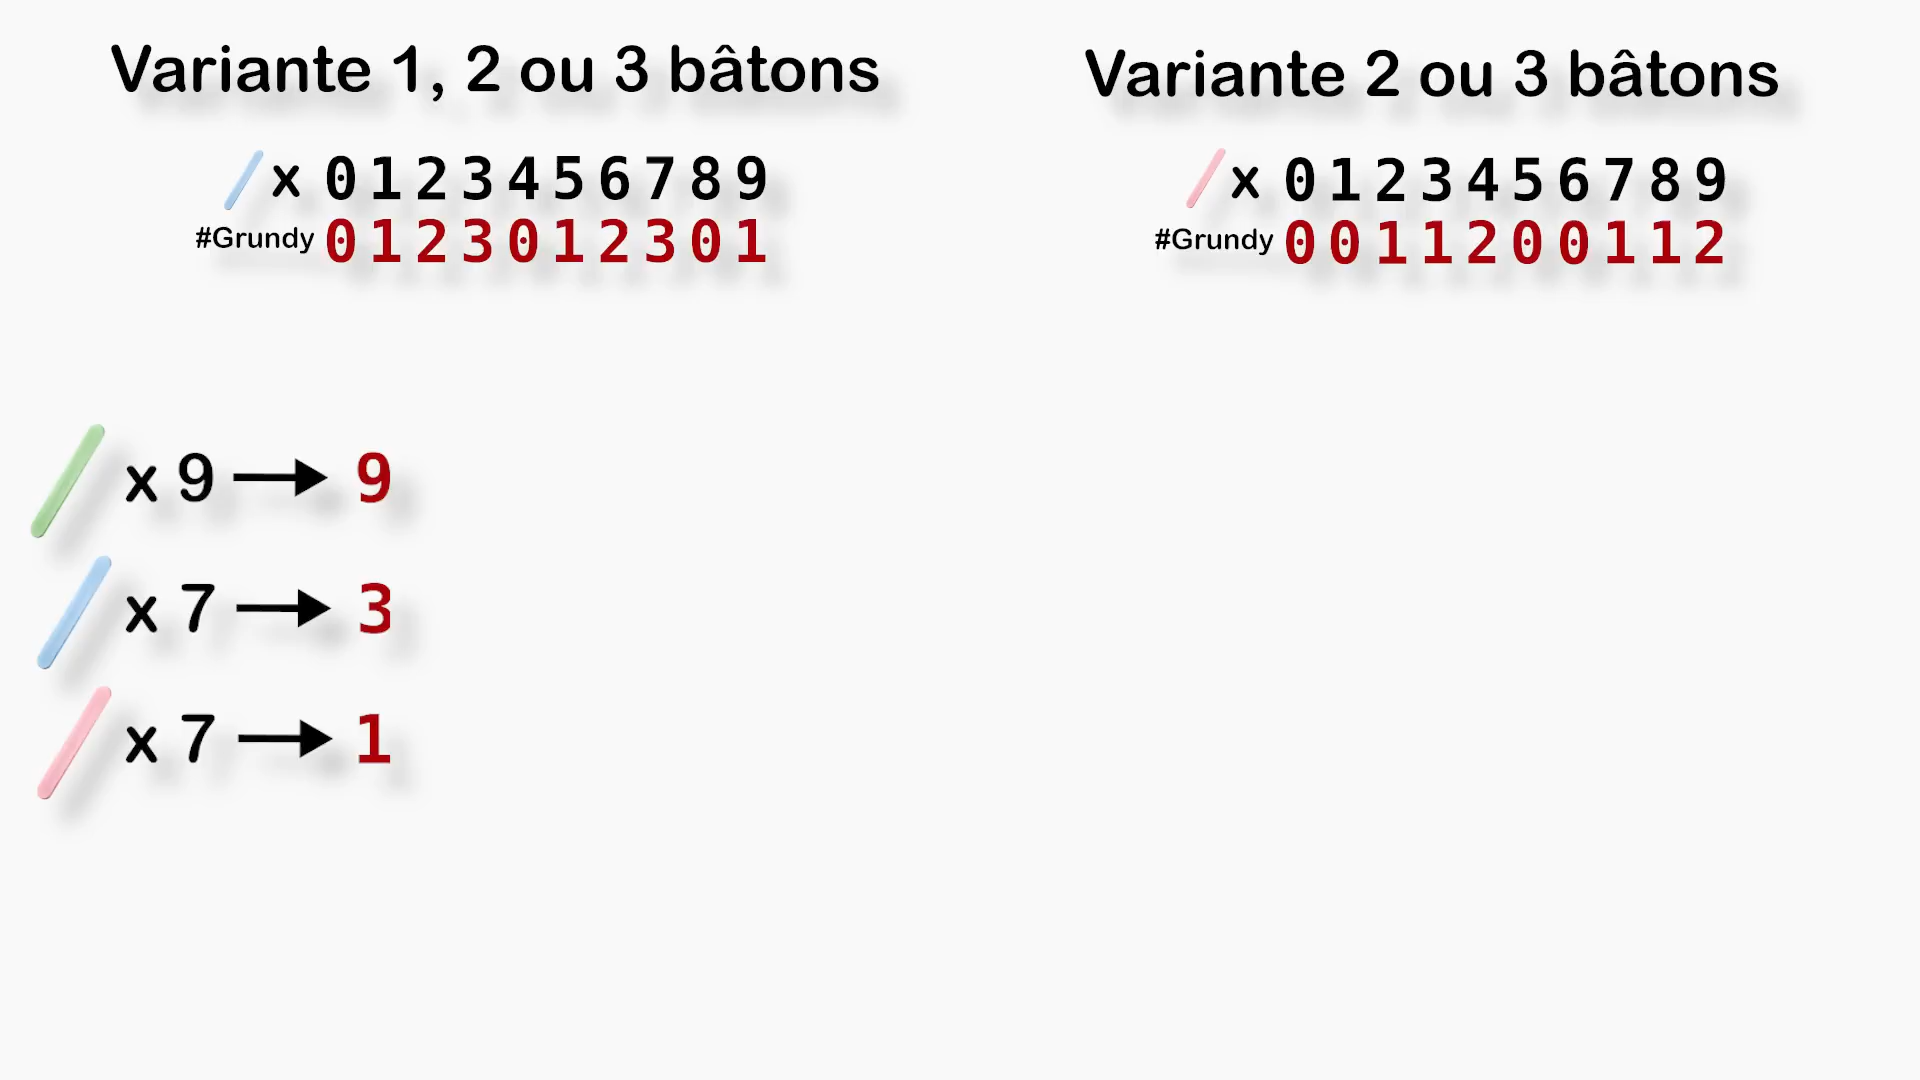 Variante 1, 2 ou 3 bâtons
x 0 1 2 3 4 5 6 7 8 9
#Grundy 0 1 2 3 0 1 2 3 0 1
Variante 2 ou 3 bâtons
x 0 1 2 3 4 5 6 7 8 9
#Grundy 0 0 1 1 2 0 0 1 1 2
x 9 → 9
x 7 → 3
x 7 → 1